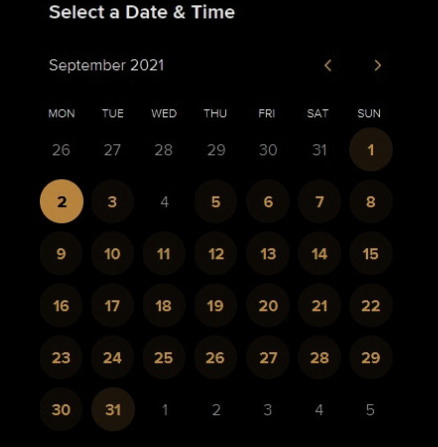 Select a Date & Time
September 2021
MON TUE WED THU FRI SAT SUN
26 27 28 29 30 31 1
2 3 4 5 6 7 8
9 10 11 12 13 14 15
16 17 18 19 20 21 22
23 24 25 26 27 28 29
30 31 1 2 3 4 5